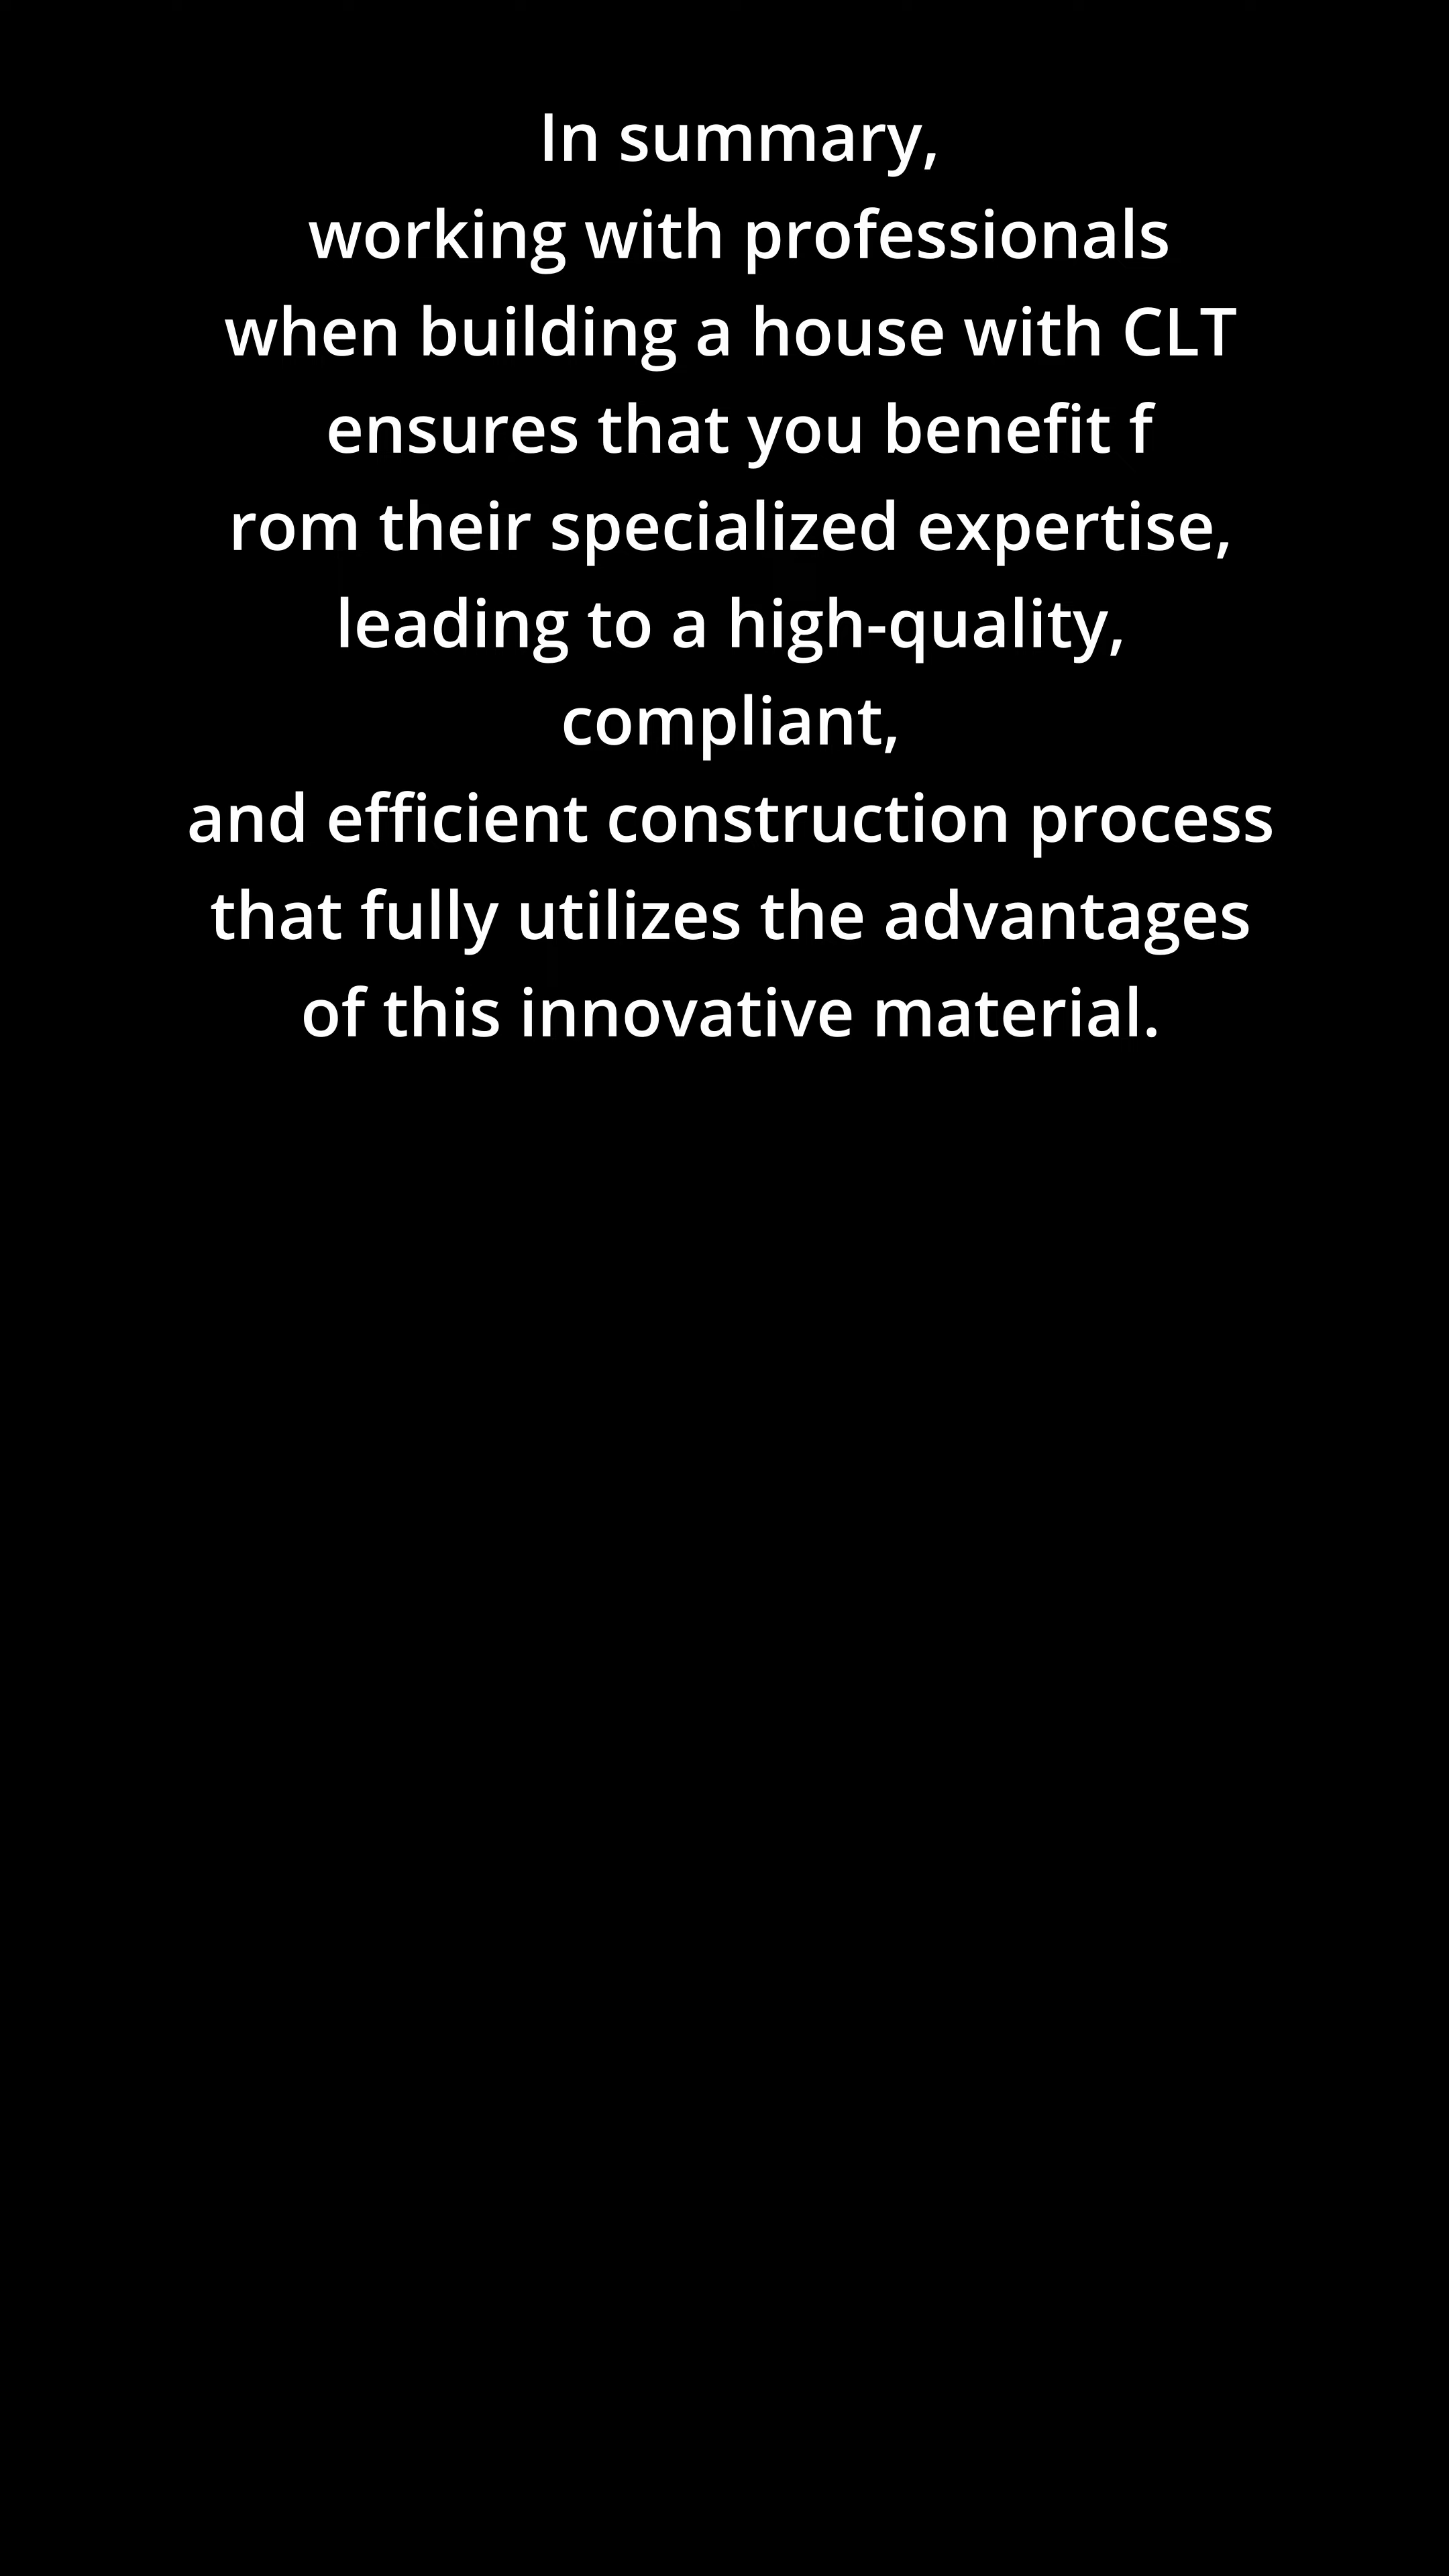 In summary,
working with professionals
when building a house with CLT
ensures that you benefit f
rom their specialized expertise,
leading to a high-quality,
compliant,
and efficient construction process
that fully utilizes the advantages
of this innovative material.